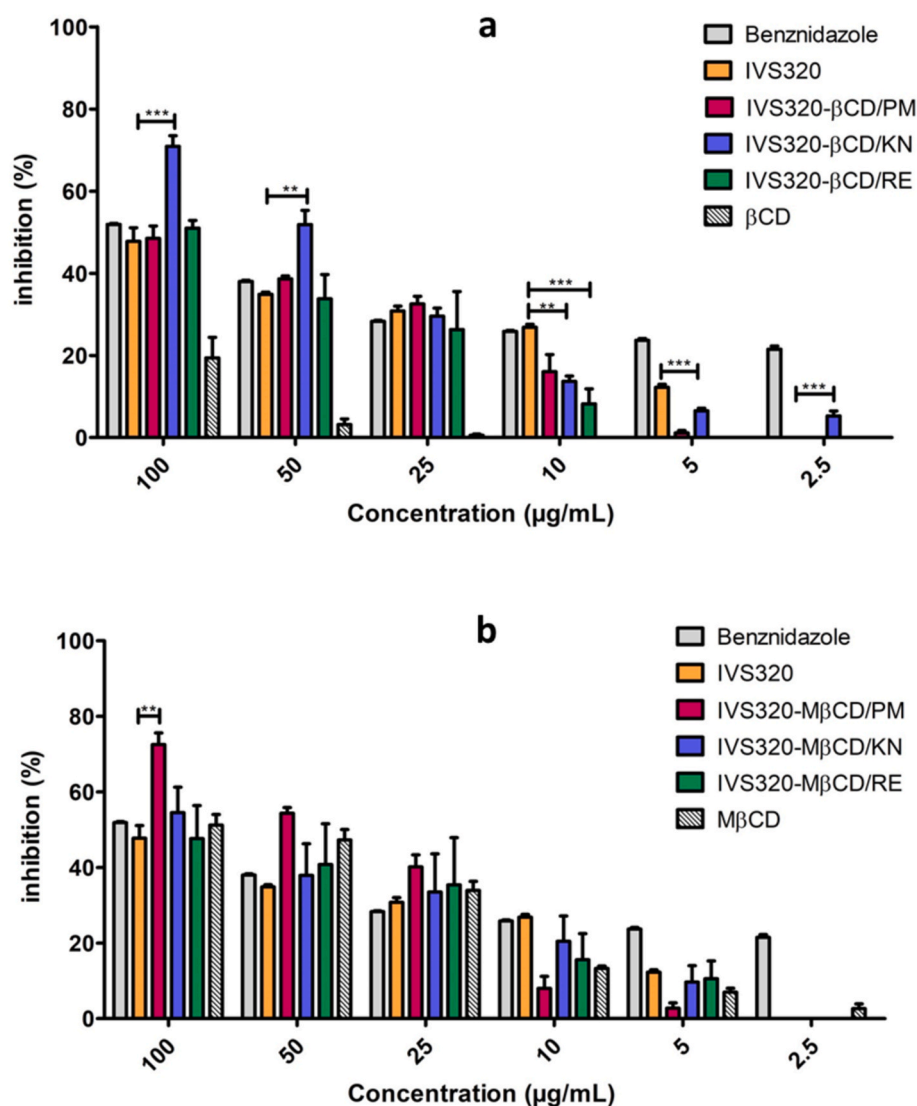 a
100
80
60
40
20
0
inhibition (%)
***
**
***
**
***
***
Benznidazole
IVS320
IVS320-βCD/PM
IVS320-βCD/KN
IVS320-βCD/RE
βCD
100
50
25
10
5
2.5
Concentration (µg/mL)
b
100
80
60
40
20
0
inhibition (%)
**
Benznidazole
IVS320
IVS320-MβCD/PM
IVS320-MβCD/KN
IVS320-MβCD/RE
MβCD
100
50
25
10
5
2.5
Concentration (µg/mL)